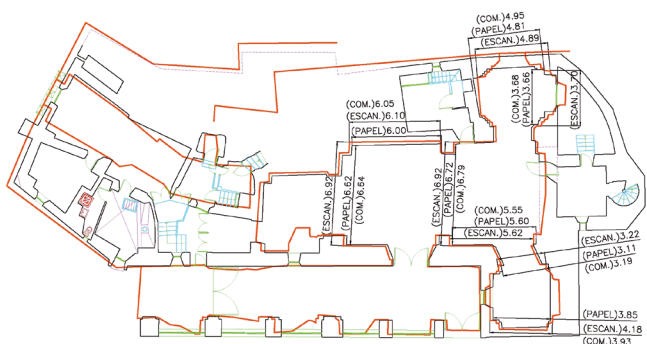 (COM.)4.95
(PAPEL)4.81
(ESCAN.)4.89
(COM.)3.68
(PAPEL)3.66
(ESCAN.)3.70
(COM.)6.05
(ESCAN.)6.10
(PAPEL)6.00
(ESCAN.)6.92
(PAPEL)6.62
(COM.)6.64
(ESCAN.)6.92
(PAPEL)6.72
(COM.)6.79
(COM.)5.55
(PAPEL)5.60
(ESCAN.)5.62
(ESCAN.)3.22
(PAPEL)3.11
(COM.)3.19
(PAPEL)3.85
(ESCAN.)4.18
(COM.)3.93